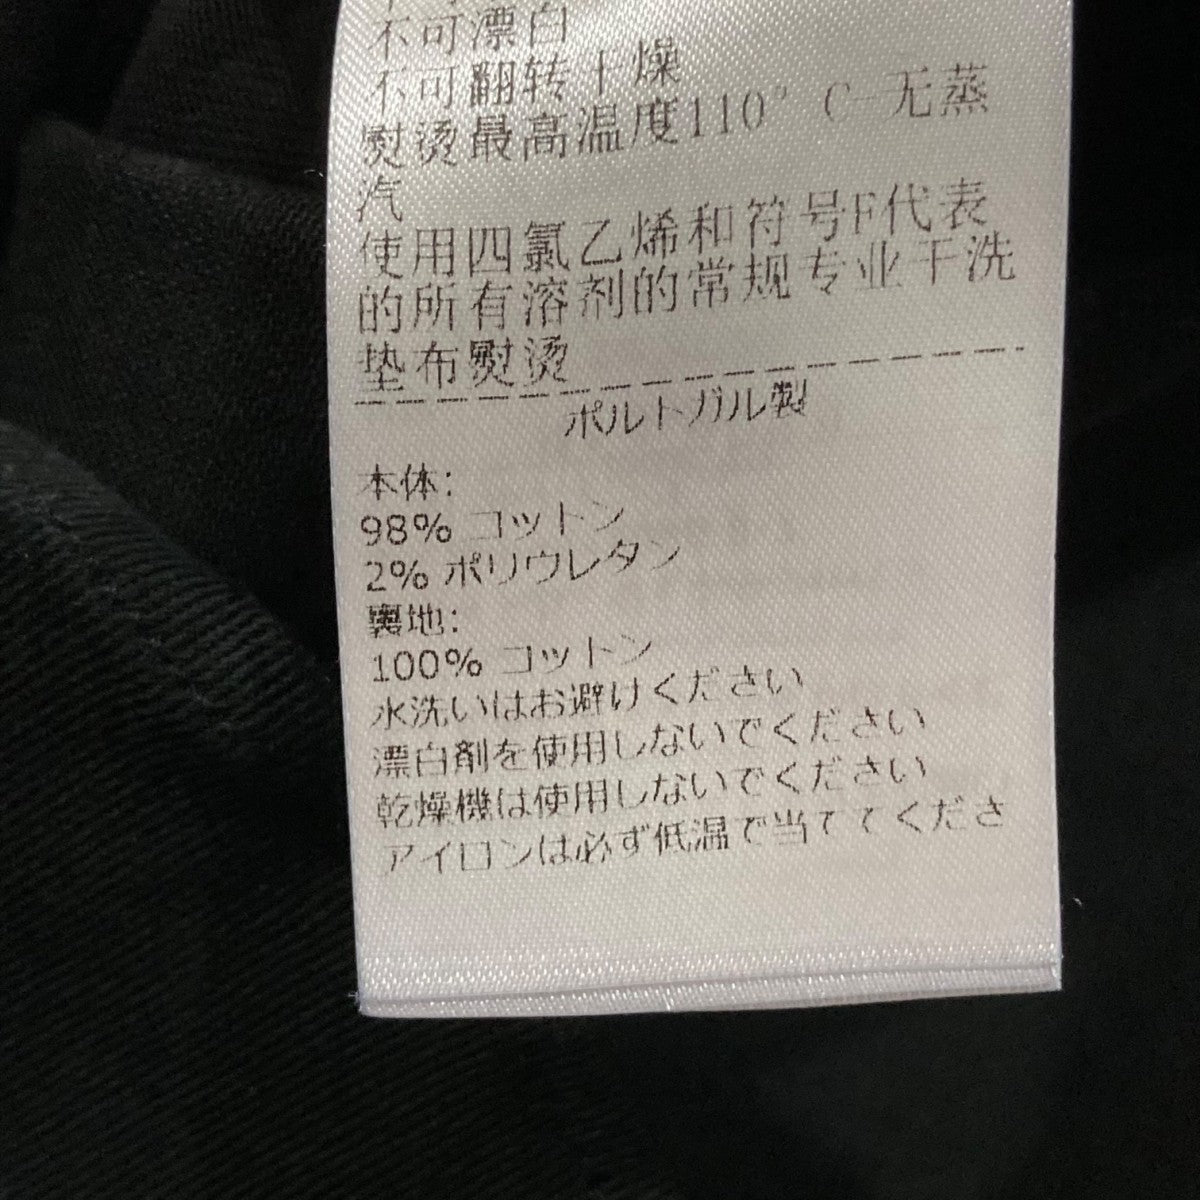 不可漂白
不可翻转干燥
熨烫最高温度110° C-无蒸
汽
使用四氯乙烯和符号F代表
的所有溶剂的常规专业干洗
垫布熨烫
ポルトガル製
本体:
98% コットン
2% ポリウレタン
裏地:
100% コットン
水洗いはお避けください
漂白剤を使用しないでください
乾燥機は使用しないでください
アイロンは必ず低温で当ててくださ